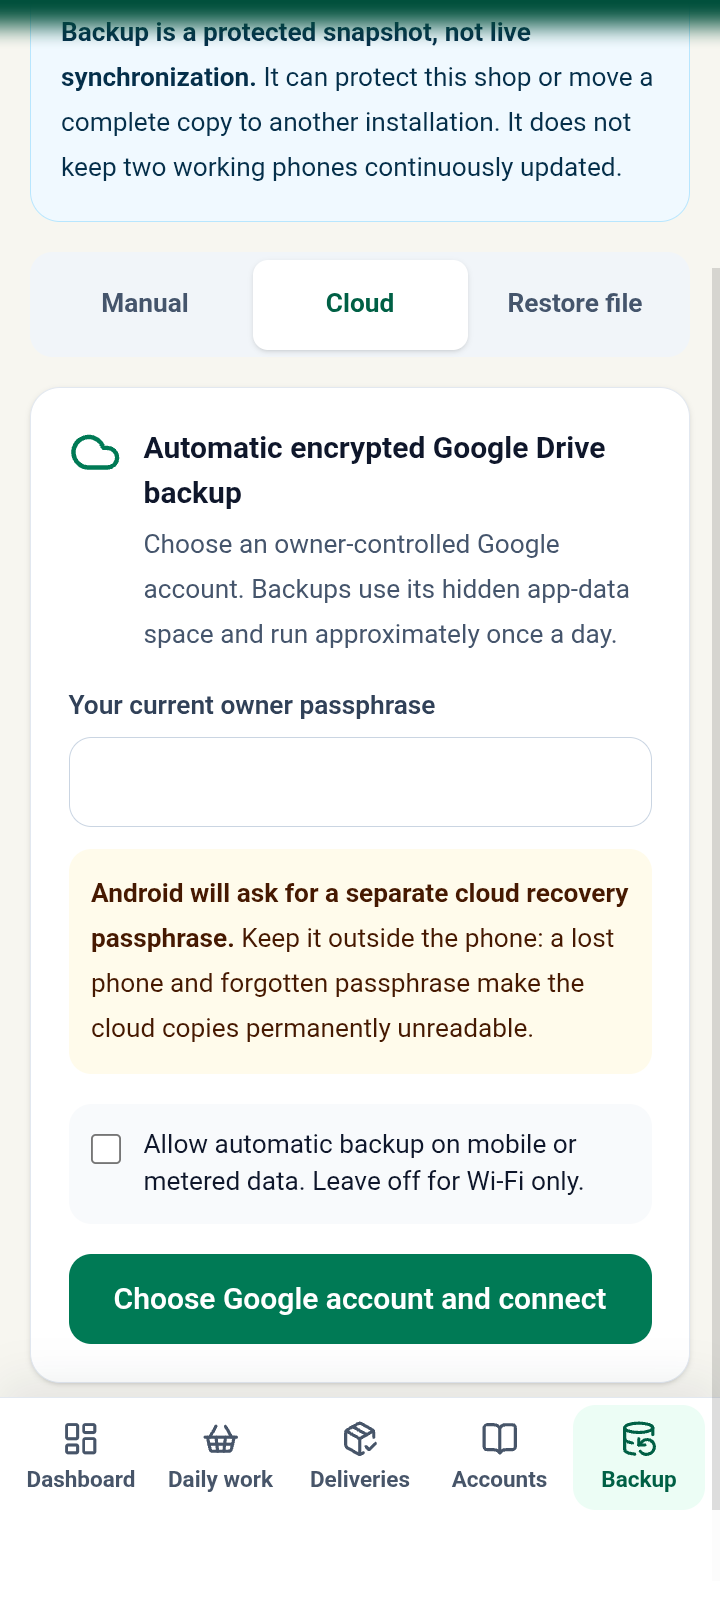 Backup is a protected snapshot, not live
synchronization. It can protect this shop or move a
complete copy to another installation. It does not
keep two working phones continuously updated.
Manual
Cloud
Restore file
Automatic encrypted Google Drive
backup
Choose an owner-controlled Google
account. Backups use its hidden app-data
space and run approximately once a day.
Your current owner passphrase
Android will ask for a separate cloud recovery
passphrase. Keep it outside the phone: a lost
phone and forgotten passphrase make the
cloud copies permanently unreadable.
Allow automatic backup on mobile or
metered data. Leave off for Wi-Fi only.
Choose Google account and connect
Dashboard
Daily work
Deliveries
Accounts
Backup